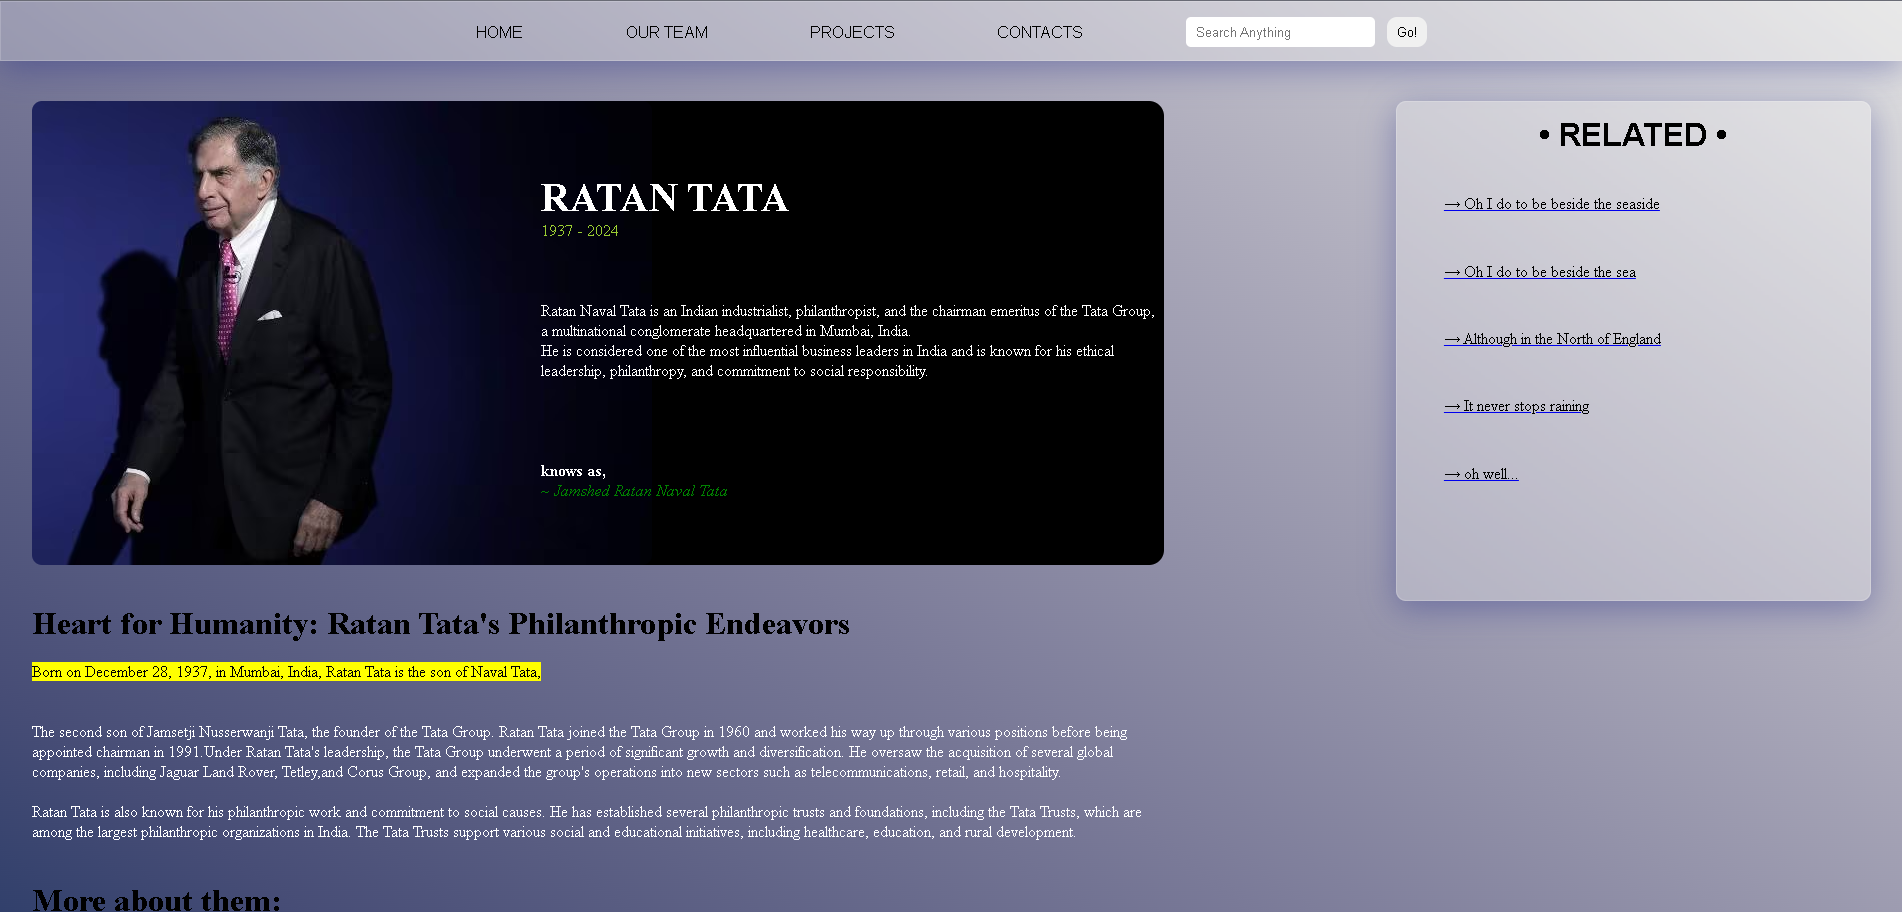 HOME OUR TEAM PROJECTS CONTACTS Search Anything Go!
RATAN TATA
1937 - 2024
Ratan Naval Tata is an Indian industrialist, philanthropist, and the chairman emeritus of the Tata Group,
a multinational conglomerate headquartered in Mumbai, India.
He is considered one of the most influential business leaders in India and is known for his ethical
leadership, philanthropy, and commitment to social responsibility.
knows as,
~ Jamshed Ratan Naval Tata
• RELATED •
→ Oh I do to be beside the seaside
→ Oh I do to be beside the sea
→ Although in the North of England
→ It never stops raining
→ oh well...
Heart for Humanity: Ratan Tata's Philanthropic Endeavors
Born on December 28, 1937, in Mumbai, India, Ratan Tata is the son of Naval Tata,
The second son of Jamsetji Nusserwanji Tata, the founder of the Tata Group. Ratan Tata joined the Tata Group in 1960 and worked his way up through various positions before being
appointed chairman in 1991.Under Ratan Tata's leadership, the Tata Group underwent a period of significant growth and diversification. He oversaw the acquisition of several global
companies, including Jaguar Land Rover, Tetley,and Corus Group, and expanded the group's operations into new sectors such as telecommunications, retail, and hospitality.
Ratan Tata is also known for his philanthropic work and commitment to social causes. He has established several philanthropic trusts and foundations, including the Tata Trusts, which are
among the largest philanthropic organizations in India. The Tata Trusts support various social and educational initiatives, including healthcare, education, and rural development.
More about them: